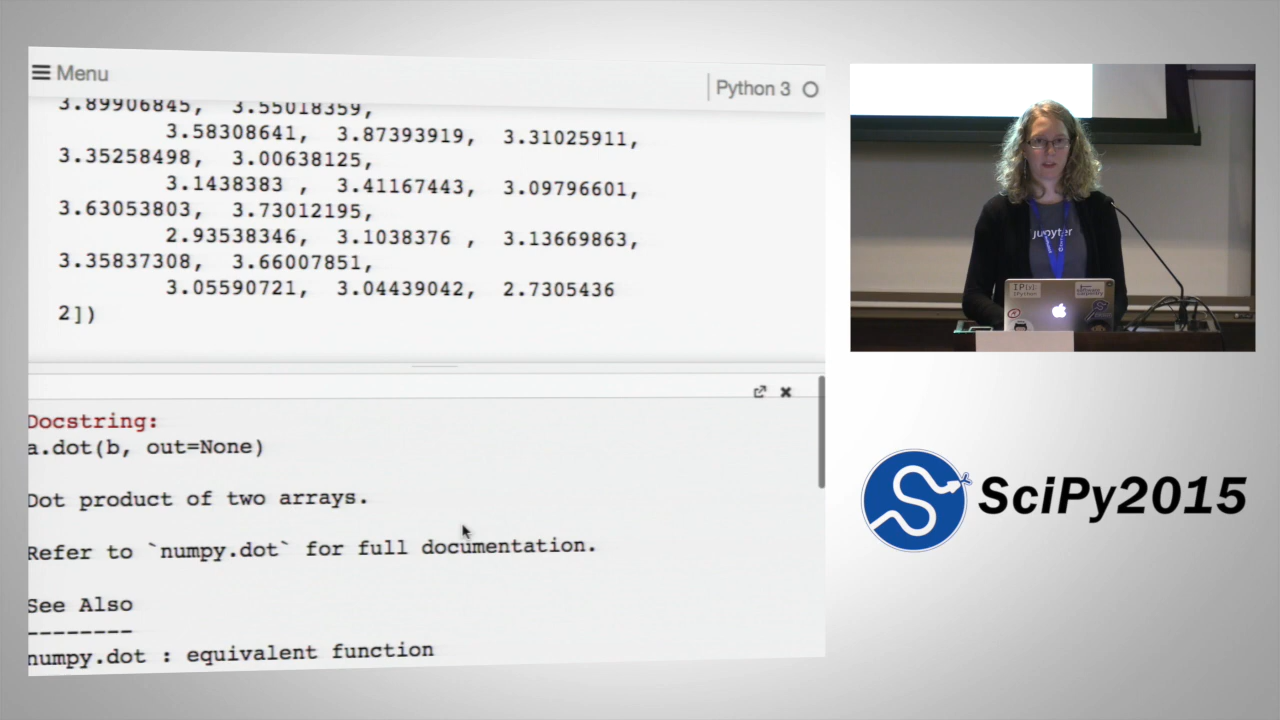 Menu
Python 3
3.89906845, 3.55018359,
3.58308641, 3.87393919, 3.31025911,
3.35258498, 3.00638125,
3.1438383 , 3.41167443, 3.09796601,
3.63053803, 3.73012195,
2.93538346, 3.1038376 , 3.13669863,
3.35837308, 3.66007851,
3.05590721, 3.04439042, 2.7305436
2])
Docstring:
a.dot(b, out=None)
Dot product of two arrays.
Refer to `numpy.dot` for full documentation.
See Also
--------
numpy.dot : equivalent function
jupyter
IP[y]:
IPython
SciPy2015